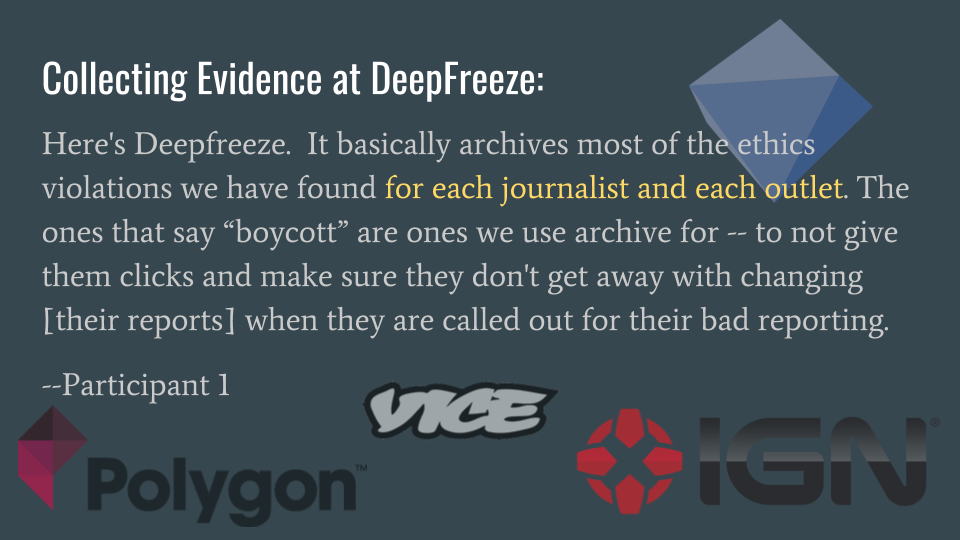 Collecting Evidence at DeepFreeze:
Here's Deepfreeze.  It basically archives most of the ethics
violations we have found for each journalist and each outlet. The
ones that say “boycott” are ones we use archive for -- to not give
them clicks and make sure they don't get away with changing
[their reports] when they are called out for their bad reporting.
--Participant 1
VICE
Polygon™
IGN®